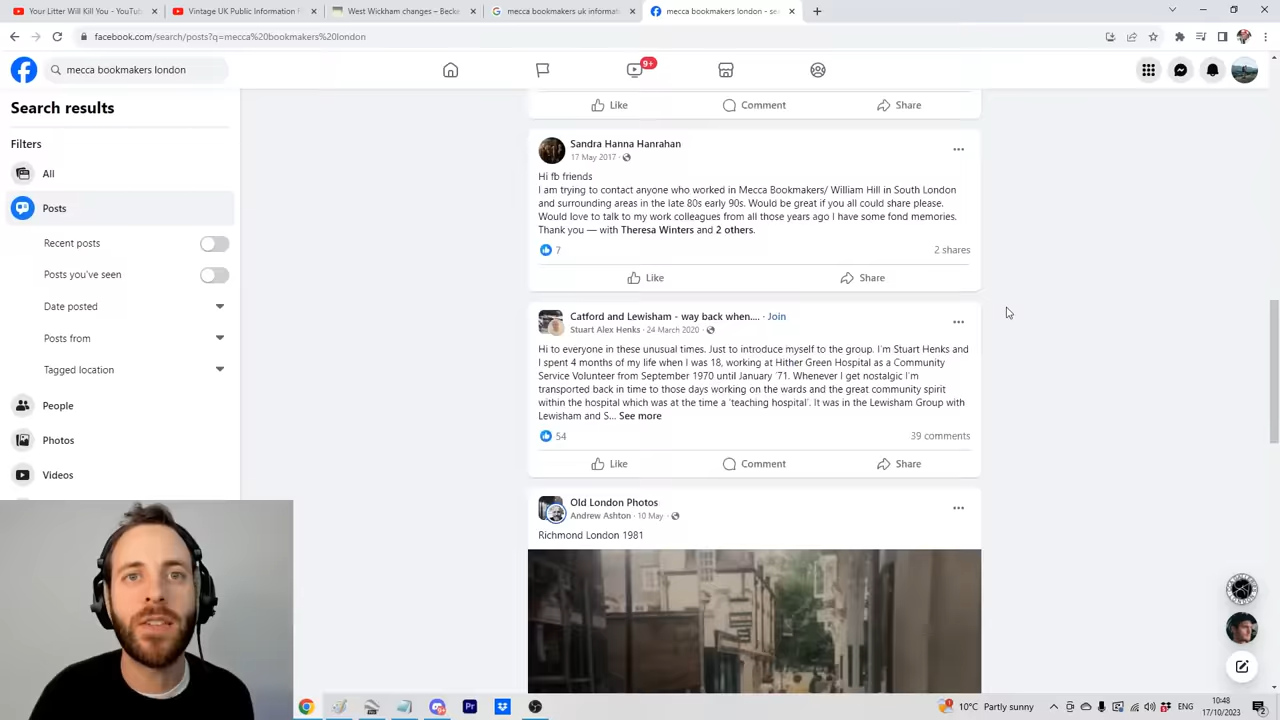 Your Litter Will Kill You - YouTu
Vintage UK Public Information F
West Wickham changes – Becke
mecca bookmakers uk informati
mecca bookmakers london - se
facebook.com/search/posts?q=mecca%20bookmakers%20london
mecca bookmakers london
9+
Search results
Filters
All
Posts
Recent posts
Posts you've seen
Date posted
Posts from
Tagged location
People
Photos
Videos
Like
Comment
Share
Sandra Hanna Hanrahan
17 May 2017 ·
Hi fb friends
I am trying to contact anyone who worked in Mecca Bookmakers/ William Hill in South London
and surrounding areas in the late 80s early 90s. Would be great if you all could share please.
Would love to talk to my work colleagues from all those years ago I have some fond memories.
Thank you — with Theresa Winters and 2 others.
7
2 shares
Like
Share
Catford and Lewisham - way back when.... · Join
Stuart Alex Henks · 24 March 2020 ·
Hi to everyone in these unusual times. Just to introduce myself to the group. I'm Stuart Henks and
I spent 4 months of my life when I was 18, working at Hither Green Hospital as a Community
Service Volunteer from September 1970 until January '71. Whenever I get nostalgic I'm
transported back in time to those days working on the wards and the great community spirit
within the hospital which was at the time a 'teaching hospital'. It was in the Lewisham Group with
Lewisham and S... See more
54
39 comments
Like
Comment
Share
Old London Photos
Andrew Ashton · 10 May ·
Richmond London 1981
Pr
10°C Partly sunny
ENG
10:48
17/10/2023
2